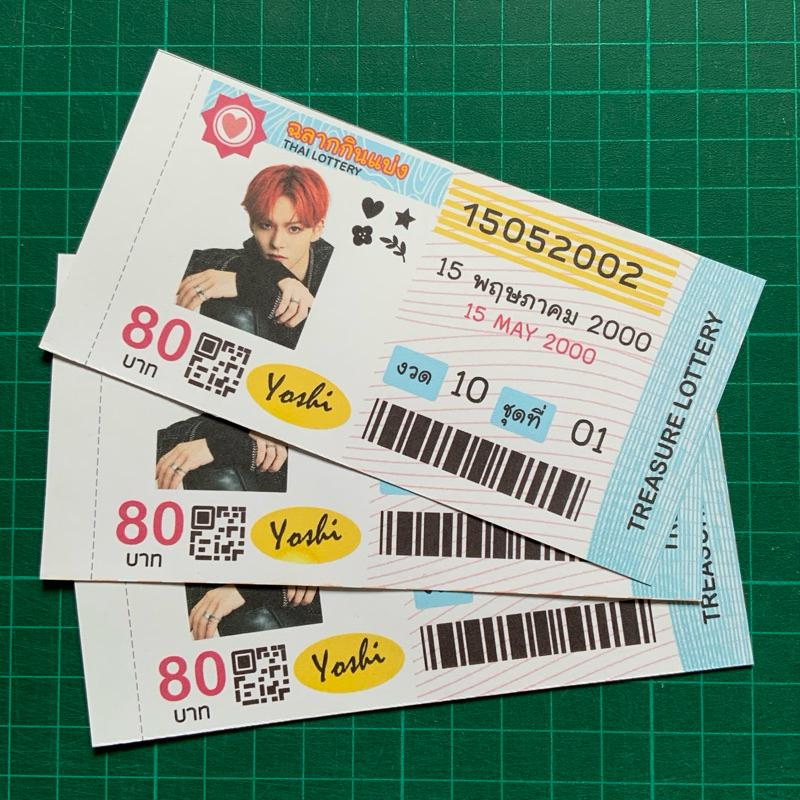 ฉลากกินแบ่ง
THAI LOTTERY
15052002
15 พฤษภาคม 2000
15 MAY 2000
80
บาท
Yoshi
งวด 10 ชุดที่ 01
TREASURE LOTTERY
80
บาท
Yoshi
80
บาท
Yoshi
TREASU